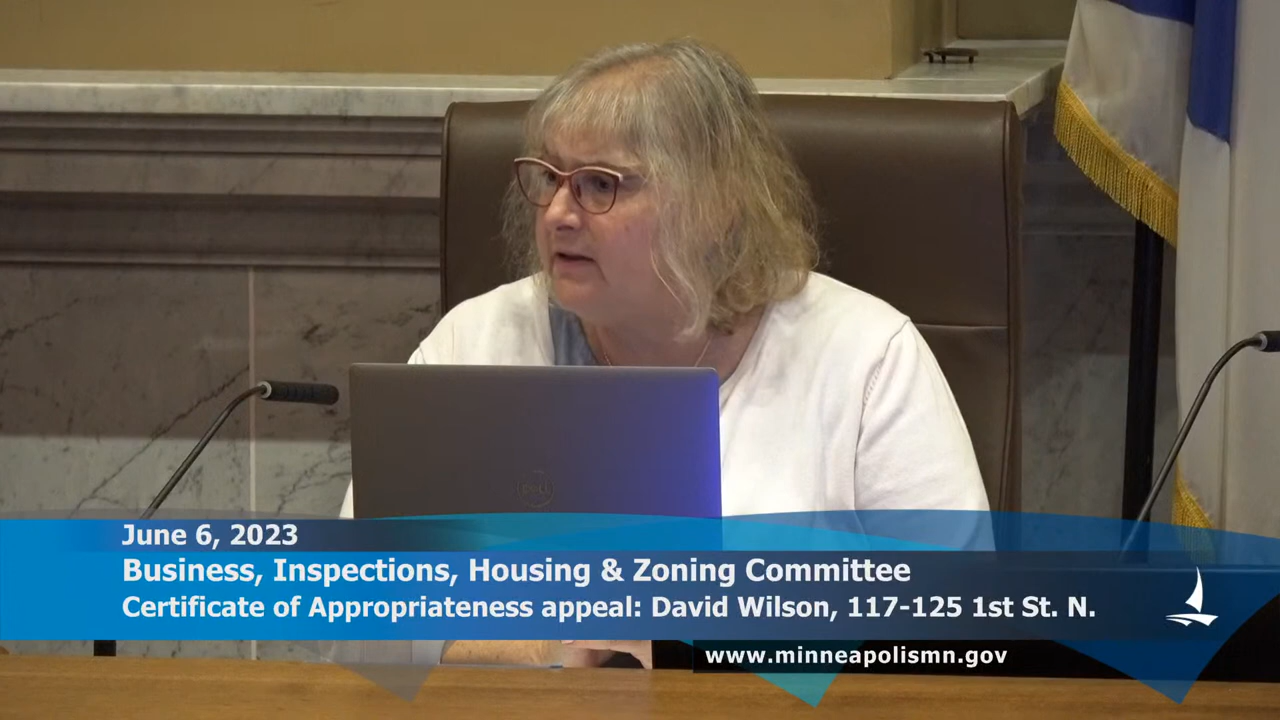 DELL
June 6, 2023
Business, Inspections, Housing & Zoning Committee
Certificate of Appropriateness appeal: David Wilson, 117-125 1st St. N.
www.minneapolismn.gov